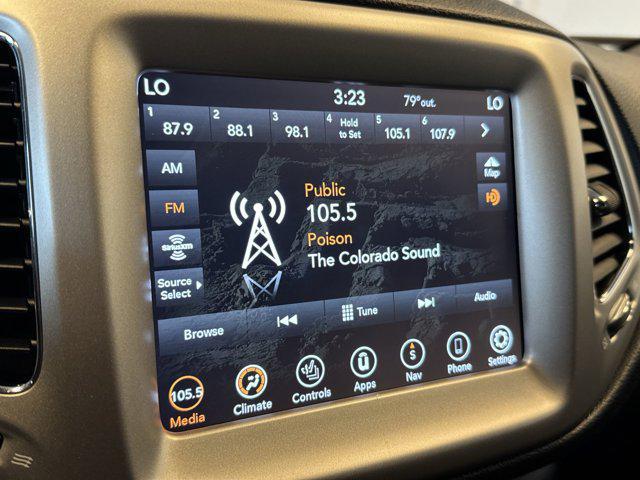 LO 3:23 79°out. LO
1 87.9 2 88.1 3 98.1 4 Hold to Set 5 105.1 6 107.9
AM
Map
FM
HD
Public
105.5
Poison
The Colorado Sound
siriusxm
Source
Select
Browse Tune Audio
105.5
Media Climate Controls Apps S Nav Phone Settings